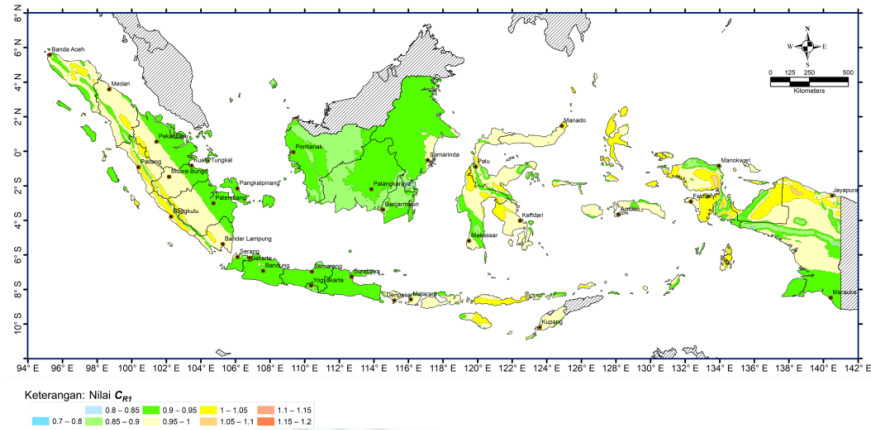 8° N
6° N
4° N
2° N
0°
2° S
4° S
6° S
8° S
10° S
N
W E
S
0 125 250 500
Kilometers
Banda Aceh
Medan
Pekanbaru
Kuala Tungkal
Padang
Muara Bungo
Pangkalpinang
Palembang
Bengkulu
Bandar Lampung
Serang
Jakarta
Bandung
Semarang
Yogyakarta
Surabaya
Denpasar
Mataram
Kupang
Pontianak
Palangkaraya
Banjarmasin
Samarinda
Palu
Manado
Makassar
Kendari
Ambon
Manokwari
Jayapura
Merauke
94° E 96° E 98° E 100° E 102° E 104° E 106° E 108° E 110° E 112° E 114° E 116° E 118° E 120° E 122° E 124° E 126° E 128° E 130° E 132° E 134° E 136° E 138° E 140° E 142° E
Keterangan: Nilai CR1
0.8 – 0.85 0.9 – 0.95 1 – 1.05 1.1 – 1.15
0.7 – 0.8 0.85 – 0.9 0.95 – 1 1.05 – 1.1 1.15 – 1.2